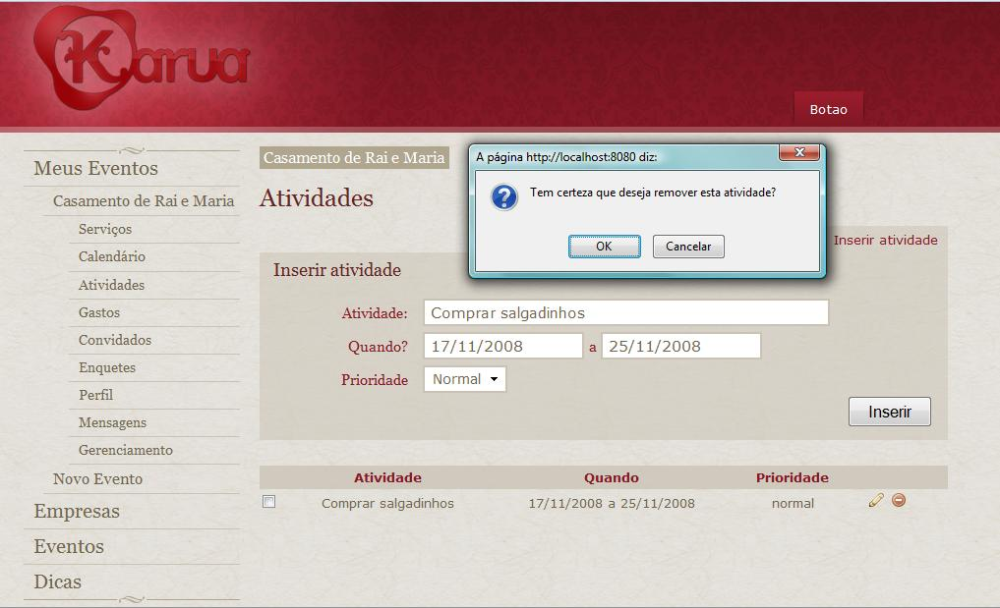 Karua
Botao
Meus Eventos
Casamento de Rai e Maria
Serviços
Calendário
Atividades
Gastos
Convidados
Enquetes
Perfil
Mensagens
Gerenciamento
Novo Evento
Empresas
Eventos
Dicas
Casamento de Rai e Maria
Atividades
A página http://localhost:8080 diz:
Tem certeza que deseja remover esta atividade?
OK Cancelar
Inserir atividade
Inserir atividade
Atividade: Comprar salgadinhos
Quando? 17/11/2008 a 25/11/2008
Prioridade Normal
Inserir
Atividade Quando Prioridade
Comprar salgadinhos 17/11/2008 a 25/11/2008 normal